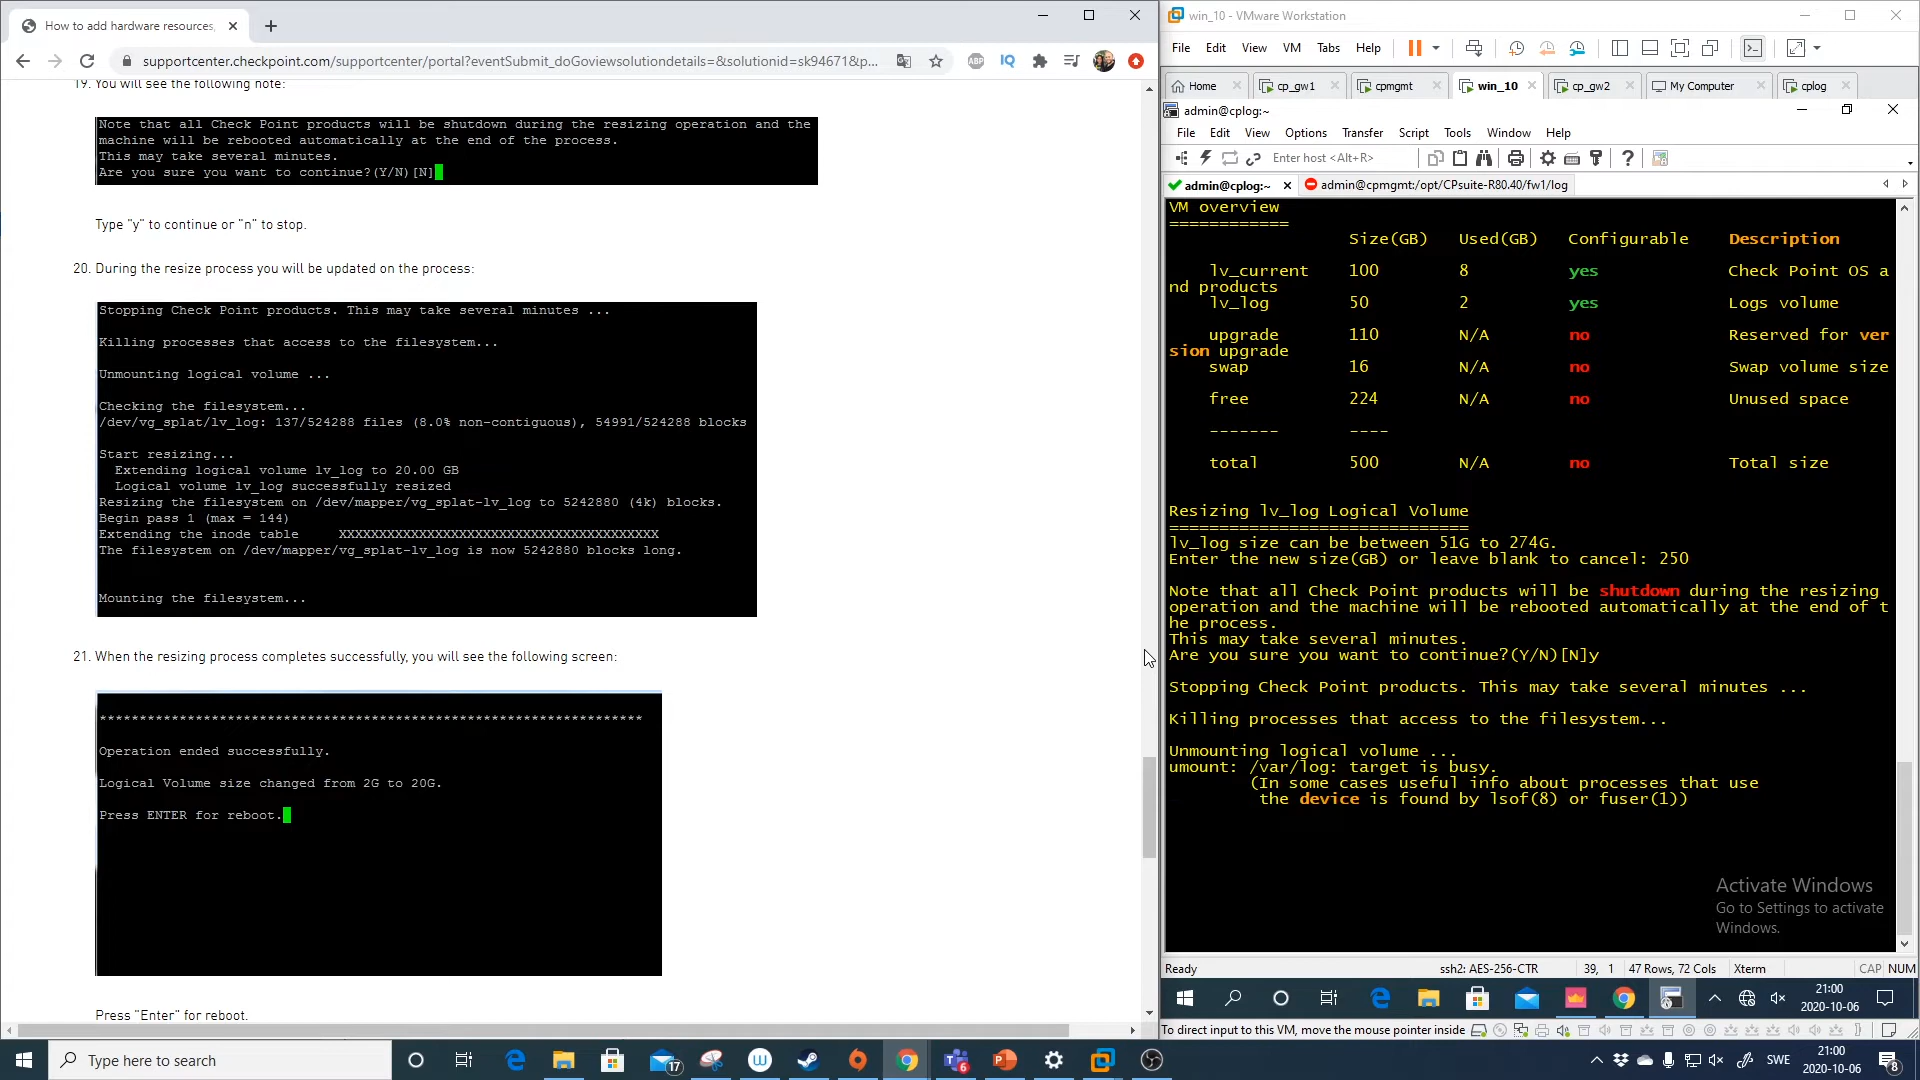 How to add hardware resources,
supportcenter.checkpoint.com/supportcenter/portal?eventSubmit_doGoviewsolutiondetails=&solutionid=sk94671&p...
ABP
IQ
19. You will see the following note:
Note that all Check Point products will be shutdown during the resizing operation and the
machine will be rebooted automatically at the end of the process.
This may take several minutes.
Are you sure you want to continue?(Y/N)[N]
Type "y" to continue or "n" to stop.
20. During the resize process you will be updated on the process:
Stopping Check Point products. This may take several minutes ...
Killing processes that access to the filesystem...
Unmounting logical volume ...
Checking the filesystem...
/dev/vg_splat/lv_log: 137/524288 files (8.0% non-contiguous), 54991/524288 blocks
Start resizing...
Extending logical volume lv_log to 20.00 GB
Logical volume lv_log successfully resized
Resizing the filesystem on /dev/mapper/vg_splat-lv_log to 5242880 (4k) blocks.
Begin pass 1 (max = 144)
Extending the inode table     XXXXXXXXXXXXXXXXXXXXXXXXXXXXXXXXXXXXXXXX
The filesystem on /dev/mapper/vg_splat-lv_log is now 5242880 blocks long.
Mounting the filesystem...
21. When the resizing process completes successfully, you will see the following screen:
********************************************************************
Operation ended successfully.
Logical Volume size changed from 2G to 20G.
Press ENTER for reboot.
Press "Enter" for reboot.
win_10 - VMware Workstation
File Edit View VM Tabs Help
Home cp_gw1 cpmgmt win_10 cp_gw2 My Computer cplog
admin@cplog:~
File Edit View Options Transfer Script Tools Window Help
Enter host <Alt+R>
admin@cplog:~ admin@cpmgmt:/opt/CPsuite-R80.40/fw1/log
VM overview
============
Size(GB) Used(GB) Configurable Description
lv_current 100 8 yes Check Point OS a
nd products
lv_log 50 2 yes Logs volume
upgrade 110 N/A no Reserved for ver
sion upgrade
swap 16 N/A no Swap volume size
free 224 N/A no Unused space
------- ----
total 500 N/A no Total size
Resizing lv_log Logical Volume
==============================
lv_log size can be between 51G to 274G.
Enter the new size(GB) or leave blank to cancel: 250
Note that all Check Point products will be shutdown during the resizing
operation and the machine will be rebooted automatically at the end of t
he process.
This may take several minutes.
Are you sure you want to continue?(Y/N)[N]y
Stopping Check Point products. This may take several minutes ...
Killing processes that access to the filesystem...
Unmounting logical volume ...
umount: /var/log: target is busy.
(In some cases useful info about processes that use
the device is found by lsof(8) or fuser(1))
Activate Windows
Go to Settings to activate
Windows.
Ready ssh2: AES-256-CTR 39, 1 47 Rows, 72 Cols Xterm CAP NUM
21:00
2020-10-06
To direct input to this VM, move the mouse pointer inside
Type here to search
17
6
SWE
21:00
2020-10-06
8